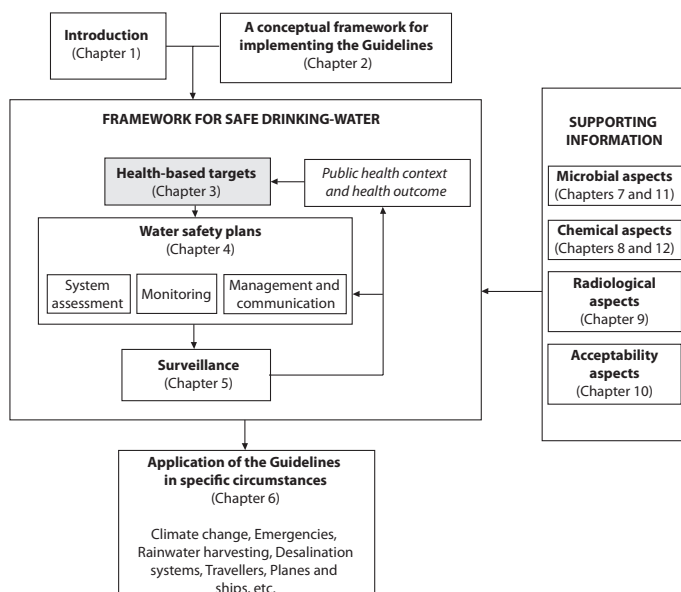 Introduction
(Chapter 1)
A conceptual framework for
implementing the Guidelines
(Chapter 2)
FRAMEWORK FOR SAFE DRINKING-WATER
Health-based targets
(Chapter 3)
Public health context
and health outcome
Water safety plans
(Chapter 4)
System
assessment
Monitoring
Management and
communication
Surveillance
(Chapter 5)
SUPPORTING
INFORMATION
Microbial aspects
(Chapters 7 and 11)
Chemical aspects
(Chapters 8 and 12)
Radiological
aspects
(Chapter 9)
Acceptability
aspects
(Chapter 10)
Application of the Guidelines
in specific circumstances
(Chapter 6)
Climate change, Emergencies,
Rainwater harvesting, Desalination
systems, Travellers, Planes and
ships, etc.